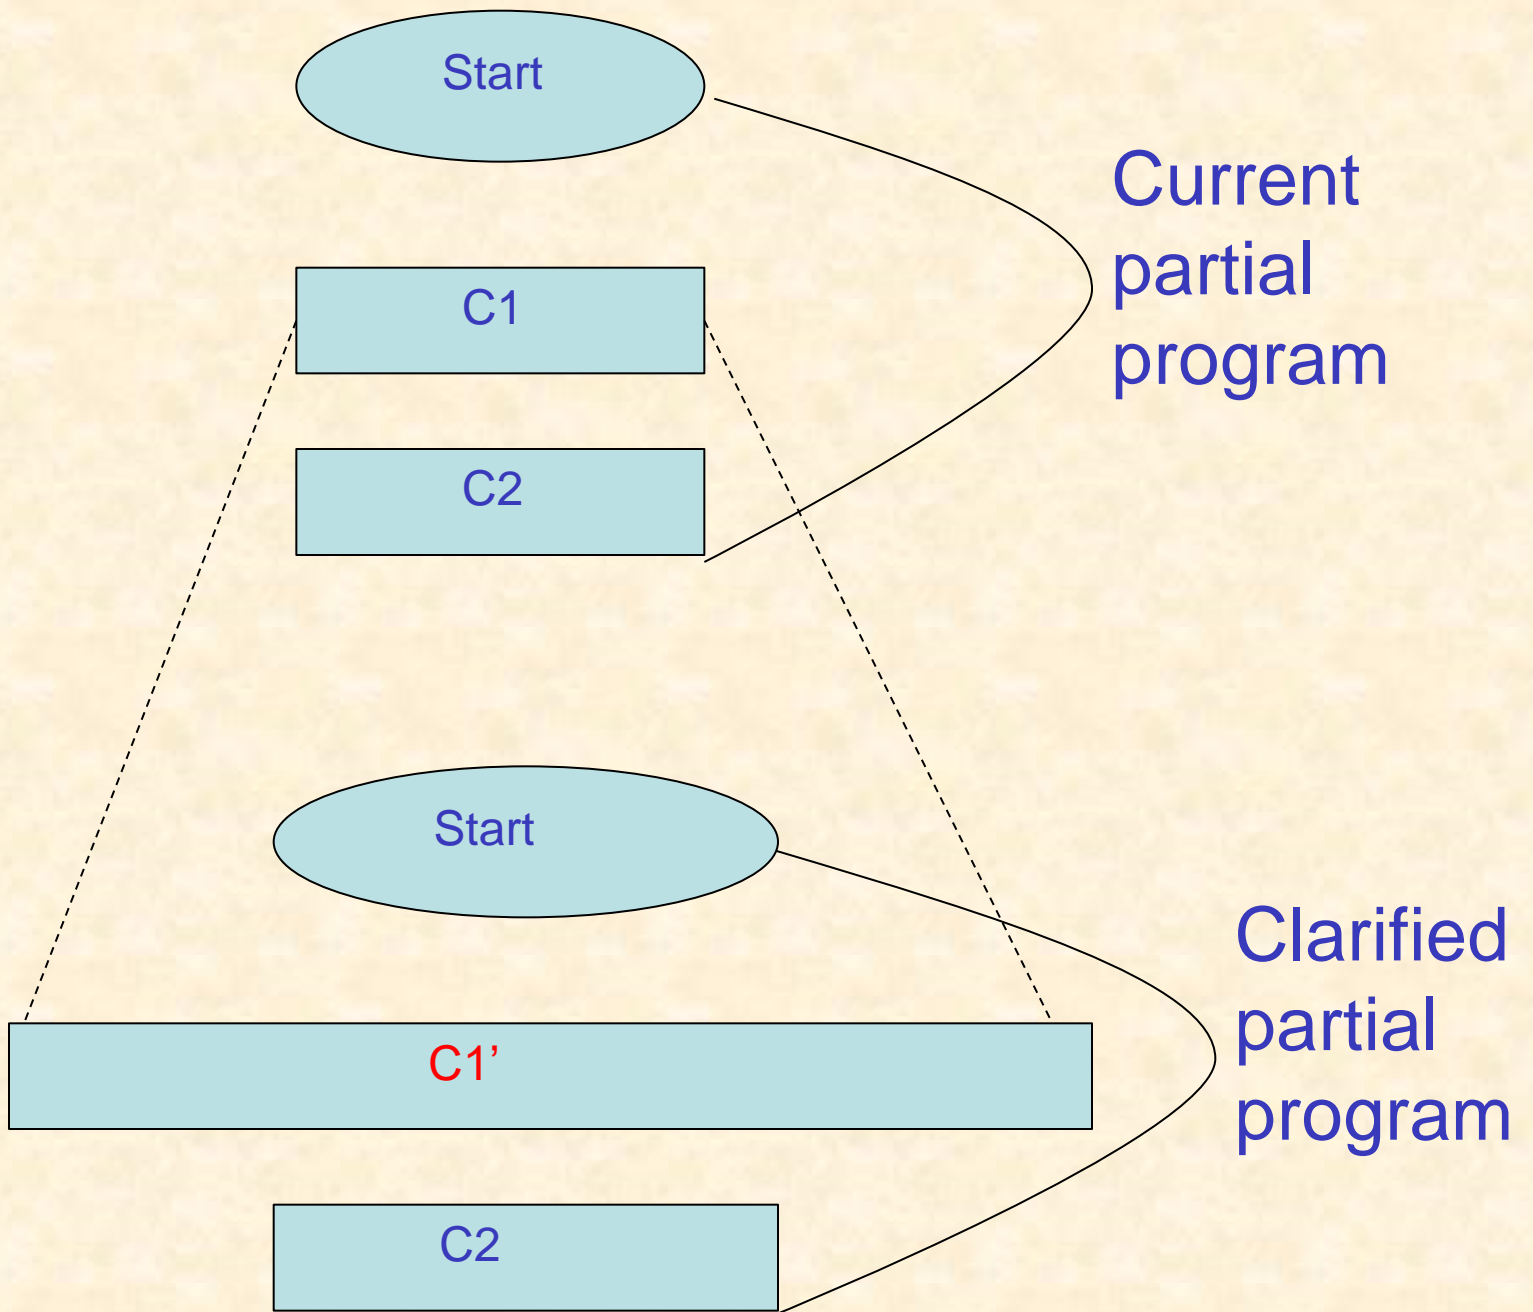 Start
Current
partial
program
C1
C2
Start
Clarified
partial
program
C1’
C2